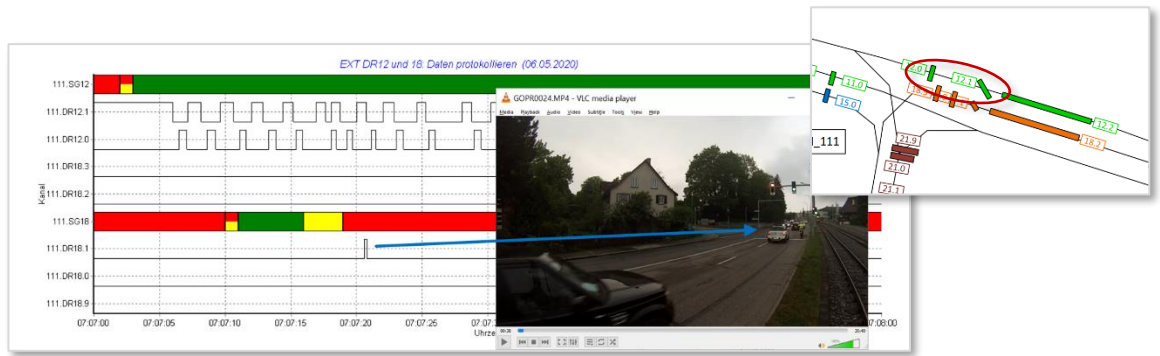 EXT DR12 und 18: Daten protokollieren (06.05.2020)
Kanal
111.SG12
111.DR12.1
111.DR12.0
111.DR18.3
111.DR18.2
111.SG18
111.DR18.1
111.DR18.0
111.DR18.9
07:07:00
07:07:05
07:07:10
07:07:15
07:07:20
07:07:25
07:08:00
GOPR0024.MP4 - VLC media player
Media Playback Audio Video Subtitle Tools View Help
12.0
12.1
12.2
11.0
15.0
18.2
_111
21.9
21.0
21.1